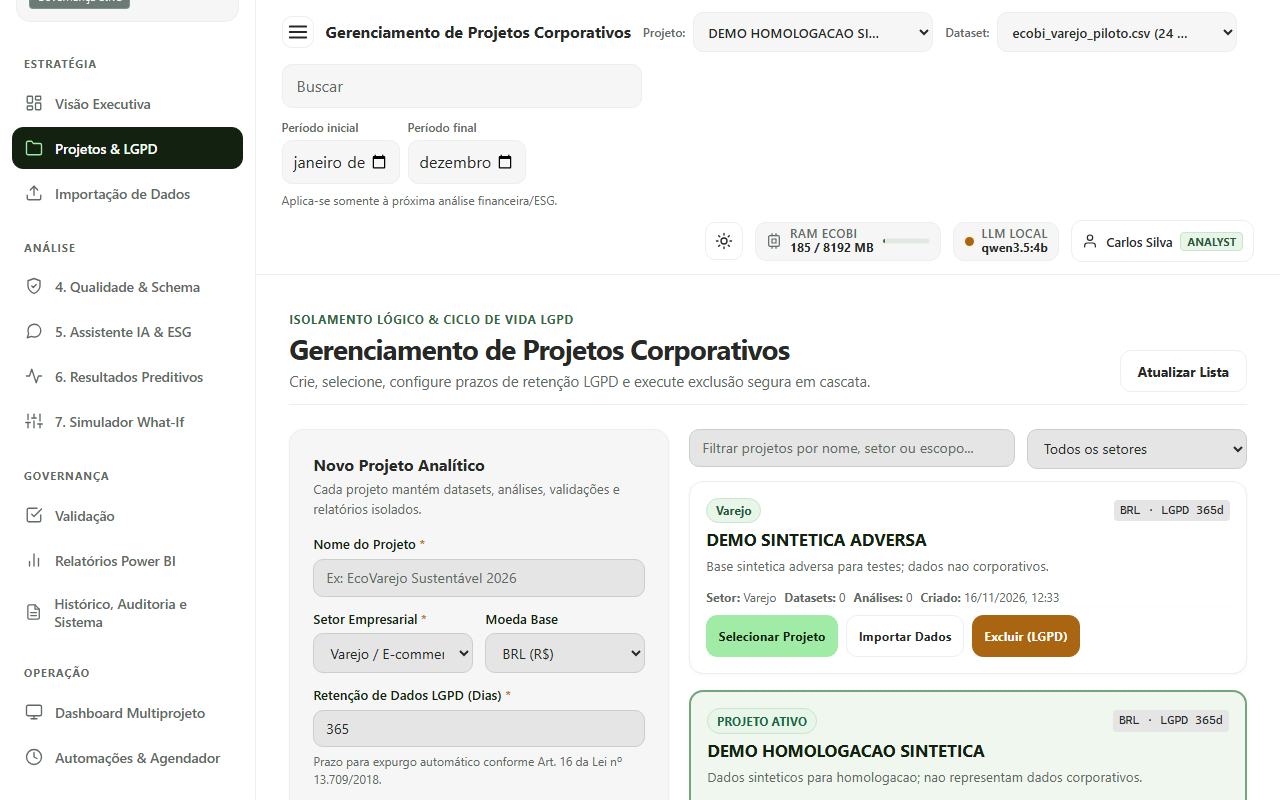 ESTRATÉGIA
Visão Executiva
Projetos & LGPD
Importação de Dados
ANÁLISE
4. Qualidade & Schema
5. Assistente IA & ESG
6. Resultados Preditivos
7. Simulador What-If
GOVERNANÇA
Validação
Relatórios Power BI
Histórico, Auditoria e
Sistema
OPERAÇÃO
Dashboard Multiprojeto
Automações & Agendador
Gerenciamento de Projetos Corporativos
Projeto:
DEMO HOMOLOGACAO SI...
Dataset:
ecobi_varejo_piloto.csv (24 ...
Buscar
Período inicial
Período final
janeiro de
dezembro
Aplica-se somente à próxima análise financeira/ESG.
RAM ECOBI
185 / 8192 MB
LLM LOCAL
qwen3.5:4b
Carlos Silva
ANALYST
ISOLAMENTO LÓGICO & CICLO DE VIDA LGPD
Gerenciamento de Projetos Corporativos
Crie, selecione, configure prazos de retenção LGPD e execute exclusão segura em cascata.
Atualizar Lista
Novo Projeto Analítico
Cada projeto mantém datasets, análises, validações e
relatórios isolados.
Nome do Projeto *
Ex: EcoVarejo Sustentável 2026
Setor Empresarial *
Moeda Base
Varejo / E-commer
BRL (R$)
Retenção de Dados LGPD (Dias) *
365
Prazo para expurgo automático conforme Art. 16 da Lei nº
13.709/2018.
Filtrar projetos por nome, setor ou escopo...
Todos os setores
Varejo
BRL · LGPD 365d
DEMO SINTETICA ADVERSA
Base sintetica adversa para testes; dados nao corporativos.
Setor: Varejo Datasets: 0 Análises: 0 Criado: 16/11/2026, 12:33
Selecionar Projeto
Importar Dados
Excluir (LGPD)
PROJETO ATIVO
BRL · LGPD 365d
DEMO HOMOLOGACAO SINTETICA
Dados sinteticos para homologacao; nao representam dados corporativos.